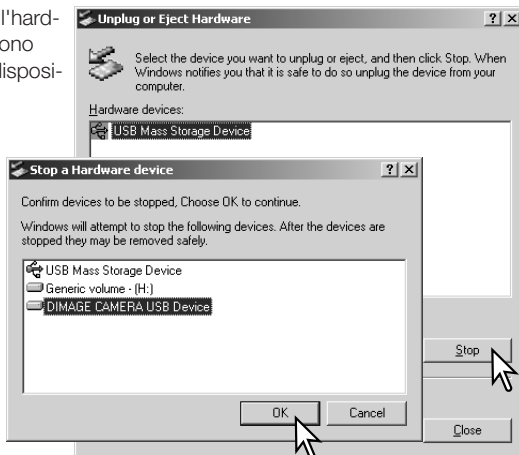 l'hard-
ono
disposi-
Unplug or Eject Hardware
Select the device you want to unplug or eject, and then click Stop. When
Windows notifies you that it is safe to do so unplug the device from your
computer.
Hardware devices:
USB Mass Storage Device
Stop a Hardware device
Confirm devices to be stopped, Choose OK to continue.
Windows will attempt to stop the following devices. After the devices are
stopped they may be removed safely.
USB Mass Storage Device
Generic volume - (H:)
DIMAGE CAMERA USB Device
Stop
OK Cancel
Close